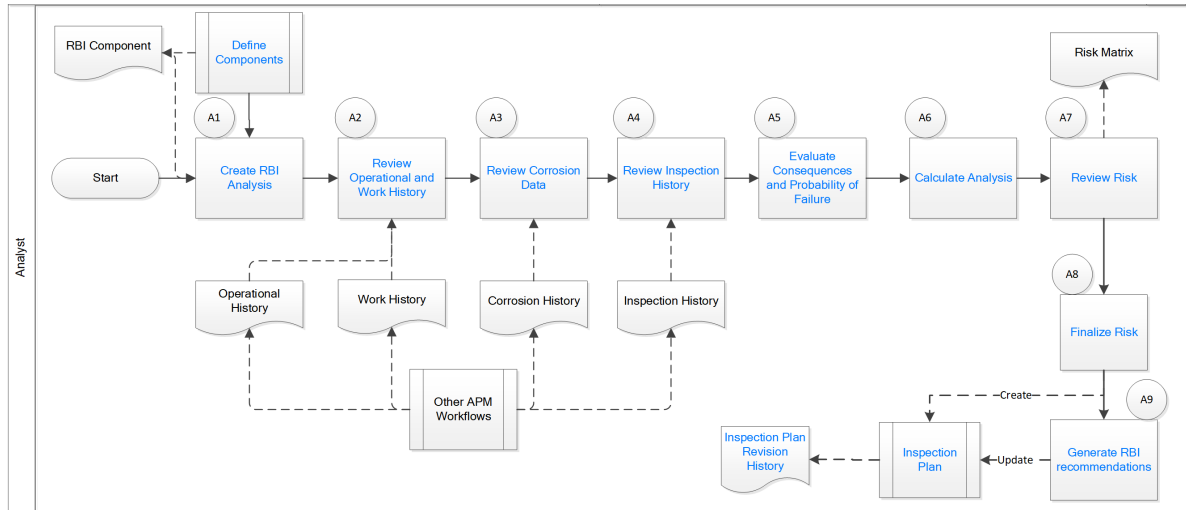 Analyst
RBI Component
Define
Components
Risk Matrix
A1
A2
A3
A4
A5
A6
A7
Start
Create RBI
Analysis
Review
Operational and
Work History
Review Corrosion
Data
Review Inspection
History
Evaluate
Consequences
and Probability of
Failure
Calculate Analysis
Review Risk
Operational
History
Work History
Corrosion History
Inspection History
A8
Finalize Risk
Other APM
Workflows
Create
A9
Inspection Plan
Revision
History
Inspection
Plan
Update
Generate RBI
recommendations